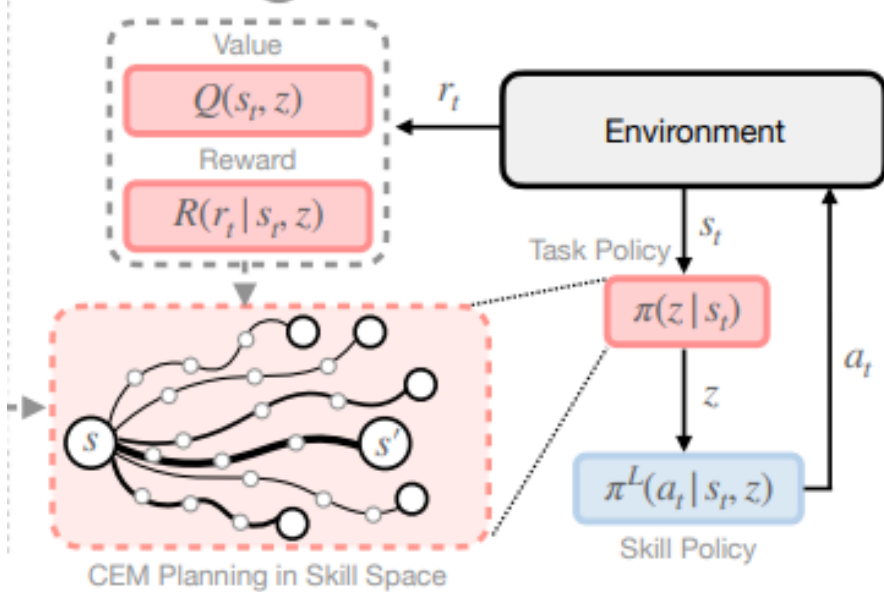 Value
Q(s_t, z)
Reward
R(r_t | s_t, z)
r_t
Environment
s_t
Task Policy
π(z | s_t)
a_t
z
s
s'
π^L(a_t | s_t, z)
Skill Policy
CEM Planning in Skill Space